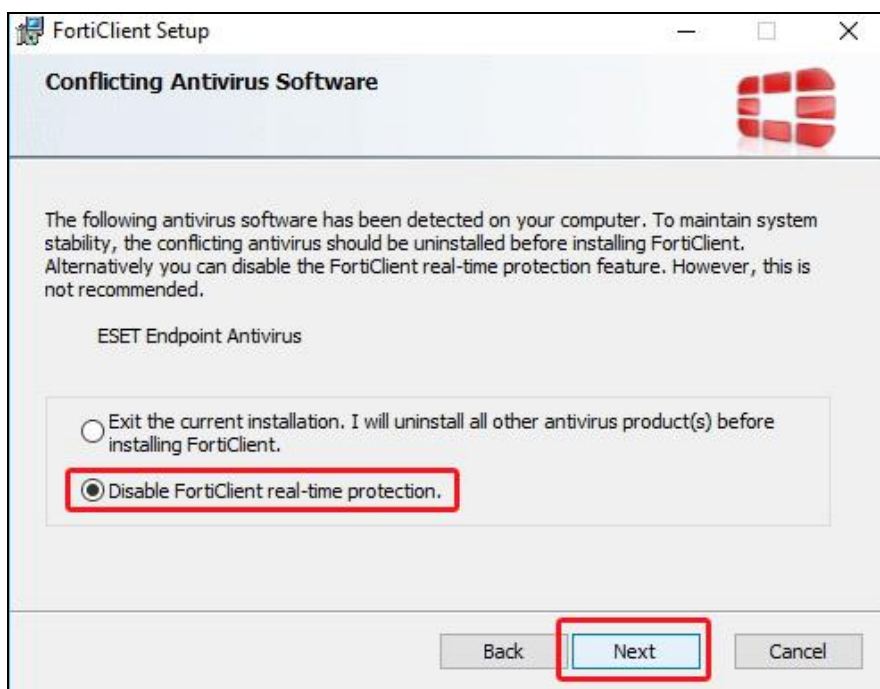 FortiClient Setup
Conflicting Antivirus Software
The following antivirus software has been detected on your computer. To maintain system
stability, the conflicting antivirus should be uninstalled before installing FortiClient.
Alternatively you can disable the FortiClient real-time protection feature. However, this is
not recommended.
ESET Endpoint Antivirus
Exit the current installation. I will uninstall all other antivirus product(s) before
installing FortiClient.
Disable FortiClient real-time protection.
Back
Next
Cancel